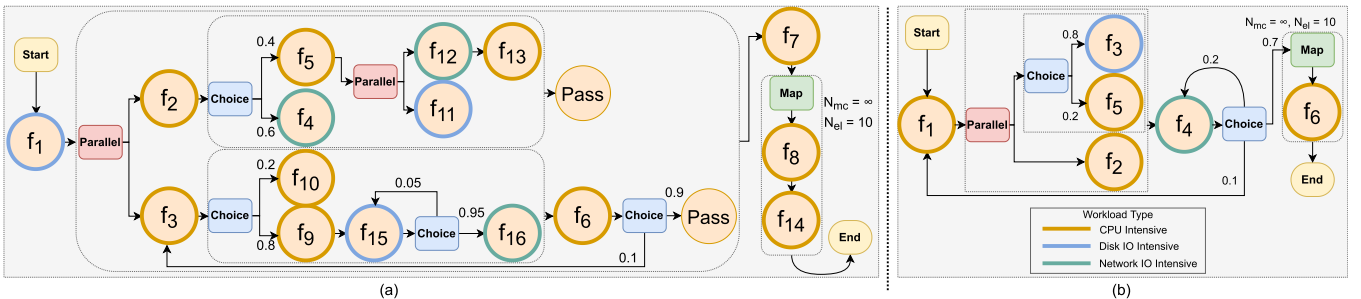 Start
f1
Parallel
f2
Choice
0.4
0.6
f5
f4
Parallel
f12
f13
f11
Pass
f3
Choice
0.2
0.8
f10
f9
f15
0.05
Choice
0.95
f16
f6
Choice
0.9
Pass
0.1
f7
Map
Nmc = ∞
Nel = 10
f8
f14
End
(a)
Start
f1
Parallel
Choice
0.8
0.2
f3
f5
f2
f4
0.2
Choice
0.7
0.1
Nmc = ∞, Nel = 10
Map
f6
End
Workload Type
CPU Intensive
Disk IO Intensive
Network IO Intensive
(b)